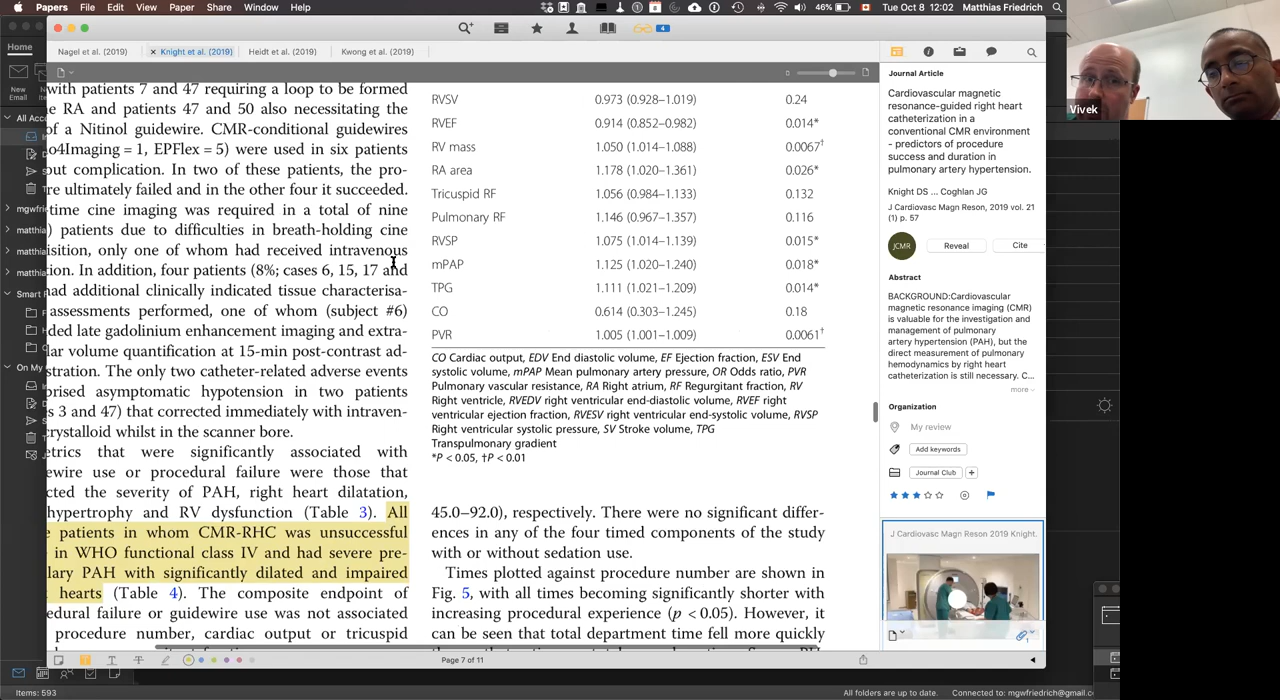 Papers File Edit View Paper Share Window Help
46% Tue Oct 8 12:02 Matthias Friedrich
Home
New
Email
All Acco
mgwfried
matthia
matthia
matthia
Smart F
On My
Nagel et al. (2019)
× Knight et al. (2019)
Heidt et al. (2019)
Kwong et al. (2019)
4
with patients 7 and 47 requiring a loop to be formed
e RA and patients 47 and 50 also necessitating the
of a Nitinol guidewire. CMR-conditional guidewires
o4Imaging = 1, EPFlex = 5) were used in six patients
out complication. In two of these patients, the pro-
re ultimately failed and in the other four it succeeded.
time cine imaging was required in a total of nine
) patients due to difficulties in breath-holding cine
isition, only one of whom had received intravenous
ion. In addition, four patients (8%; cases 6, 15, 17 and
had additional clinically indicated tissue characterisa-
assessments performed, one of whom (subject #6)
ded late gadolinium enhancement imaging and extra-
lar volume quantification at 15-min post-contrast ad-
stration. The only two catheter-related adverse events
prised asymptotic hypotension in two patients
s 3 and 47) that corrected immediately with intraven-
crystalloid whilst in the scanner bore.
etrics that were significantly associated with
ewire use or procedural failure were those that
cted the severity of PAH, right heart dilatation,
hypertrophy and RV dysfunction (Table 3). All
e patients in whom CMR-RHC was unsuccessful
in WHO functional class IV and had severe pre-
lary PAH with significantly dilated and impaired
t hearts (Table 4). The composite endpoint of
edural failure or guidewire use was not associated
procedure number, cardiac output or tricuspid
RVSV 0.973 (0.928–1.019) 0.24
RVEF 0.914 (0.852–0.982) 0.014*
RV mass 1.050 (1.014–1.088) 0.0067†
RA area 1.178 (1.020–1.361) 0.026*
Tricuspid RF 1.056 (0.984–1.133) 0.132
Pulmonary RF 1.146 (0.967–1.357) 0.116
RVSP 1.075 (1.014–1.139) 0.015*
mPAP 1.125 (1.020–1.240) 0.018*
TPG 1.111 (1.021–1.209) 0.014*
CO 0.614 (0.303–1.245) 0.18
PVR 1.005 (1.001–1.009) 0.0061†
CO Cardiac output, EDV End diastolic volume, EF Ejection fraction, ESV End
systolic volume, mPAP Mean pulmonary artery pressure, OR Odds ratio, PVR
Pulmonary vascular resistance, RA Right atrium, RF Regurgitant fraction, RV
Right ventricle, RVEDV right ventricular end-diastolic volume, RVEF right
ventricular ejection fraction, RVESV right ventricular end-systolic volume, RVSP
Right ventricular systolic pressure, SV Stroke volume, TPG
Transpulmonary gradient
*P < 0.05, †P < 0.01
45.0–92.0), respectively. There were no significant differ-
ences in any of the four timed components of the study
with or without sedation use.
Times plotted against procedure number are shown in
Fig. 5, with all times becoming significantly shorter with
increasing procedural experience (p < 0.05). However, it
can be seen that total department time fell more quickly
Page 7 of 11
Journal Article
Cardiovascular magnetic
resonance-guided right heart
catheterization in a
conventional CMR environment
- predictors of procedure
success and duration in
pulmonary artery hypertension.
Knight DS ... Coghlan JG
J Cardiovasc Magn Reson, 2019 vol. 21
(1) p. 57
JCMR
Reveal
Cite
Abstract
BACKGROUND:Cardiovascular
magnetic resonance imaging (CMR)
is valuable for the investigation and
management of pulmonary
artery hypertension (PAH), but the
direct measurement of pulmonary
hemodynamics by right heart
catheterization is still necessary. C...
more
Organization
My review
Add keywords
Journal Club +
J Cardiovasc Magn Reson 2019 Knight.
Vivek
Items: 593
All folders are up to date.
Connected to: mgwfriedrich@gmail.c